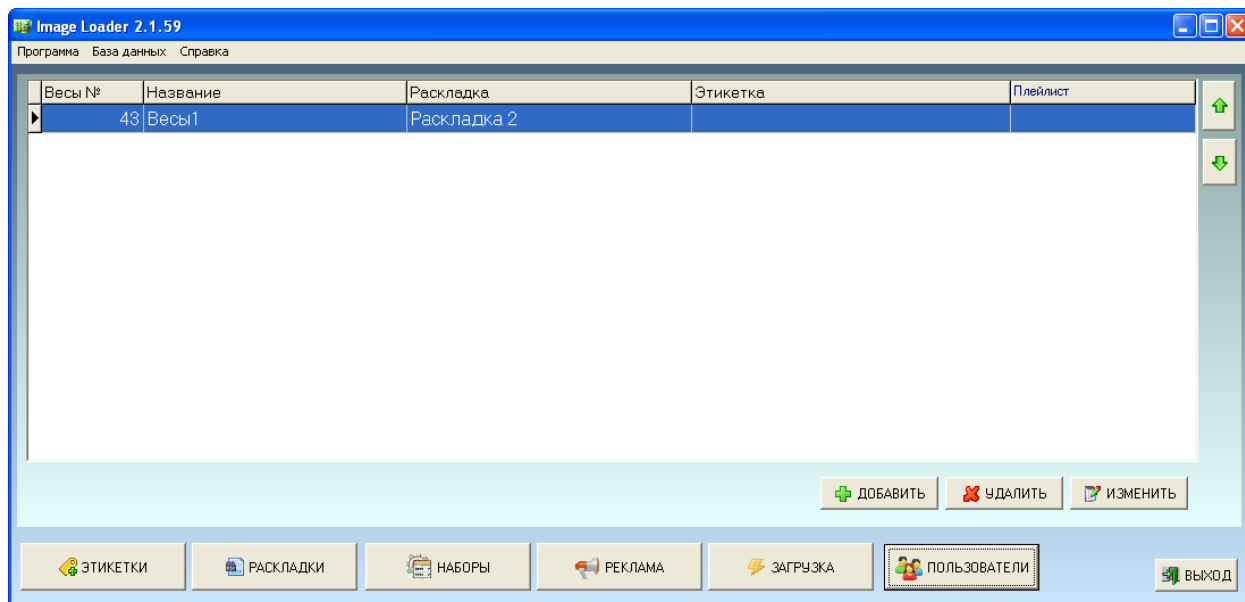 Image Loader 2.1.59
Программа База данных Справка
Весы № Название Раскладка Этикетка Плейлист
43 Весы1 Раскладка 2
ДОБАВИТЬ УДАЛИТЬ ИЗМЕНИТЬ
ЭТИКЕТКИ РАСКЛАДКИ НАБОРЫ РЕКЛАМА ЗАГРУЗКА ПОЛЬЗОВАТЕЛИ ВЫХОД